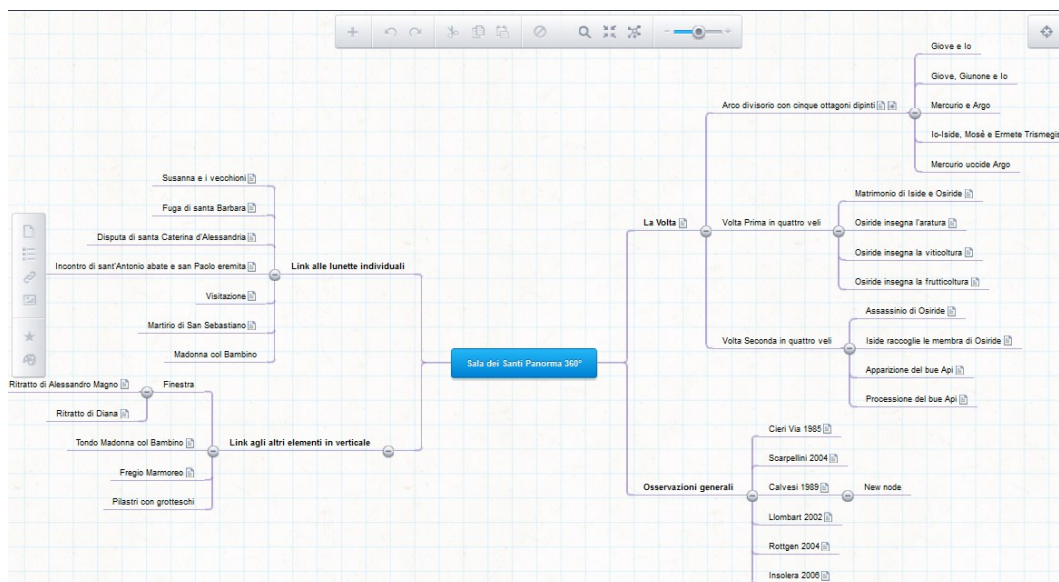 Giove e Io
Giove, Giunone e Io
Arco divisorio con cinque ottagoni dipinti
Mercurio e Argo
Io-Iside, Mosè e Ermete Trismegis
Mercurio uccide Argo
Susanna e i vecchioni
Fuga di santa Barbara
Disputa di santa Caterina d'Alessandria
Incontro di sant'Antonio abate e san Paolo eremita
Link alle lunette individuali
Visitazione
Martirio di San Sebastiano
Madonna col Bambino
Matrimonio di Iside e Osiride
La Volta
Volta Prima in quattro veli
Osiride insegna l'aratura
Osiride insegna la viticoltura
Osiride insegna la frutticoltura
Assassinio di Osiride
Volta Seconda in quattro veli
Iside raccoglie le membra di Osiride
Apparizione del bue Api
Processione del bue Api
Sala dei Santi Panorma 360°
Ritratto di Alessandro Magno
Finestra
Ritratto di Diana
Tondo Madonna col Bambino
Link agli altri elementi in verticale
Fregio Marmoreo
Pilastri con grotteschi
Cieri Via 1985
Scarpellini 2004
Osservazioni generali
Calvesi 1989
New node
Llombart 2002
Rottgen 2004
Insolera 2006